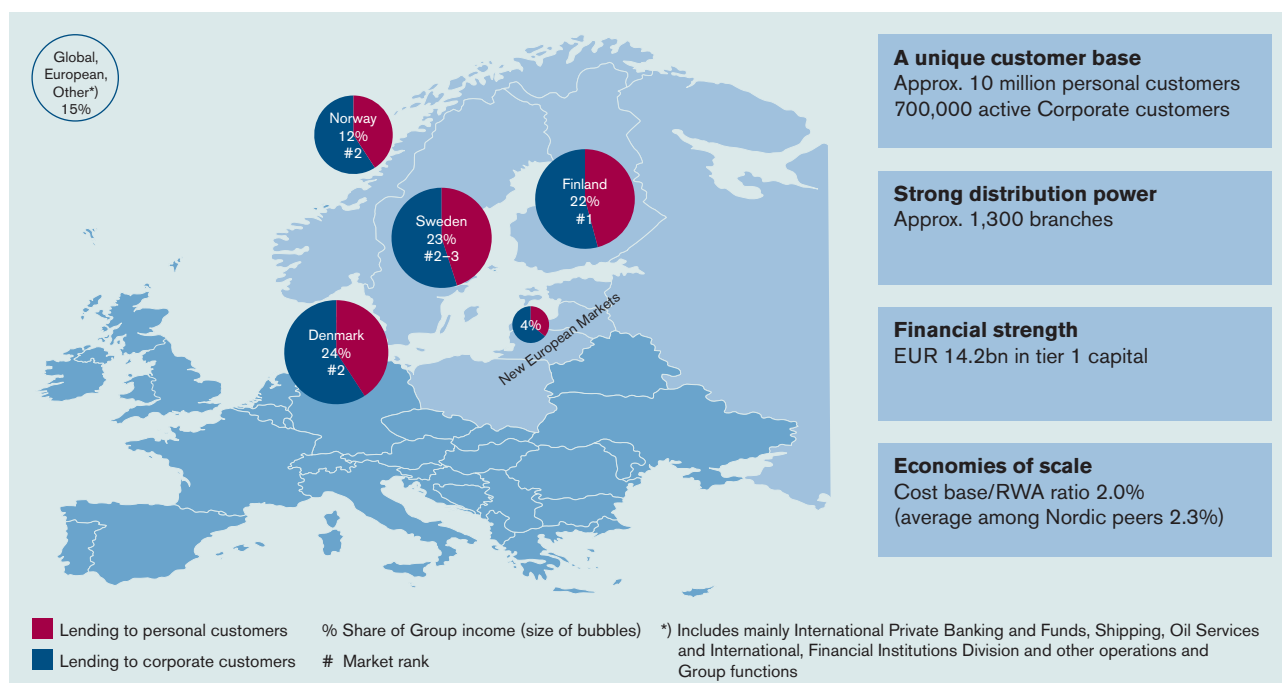 Global,
European,
Other*)
15%
Norway
12%
#2
Finland
22%
#1
Sweden
23%
#2–3
Denmark
24%
#2
4%
New European Markets
A unique customer base
Approx. 10 million personal customers
700,000 active Corporate customers
Strong distribution power
Approx. 1,300 branches
Financial strength
EUR 14.2bn in tier 1 capital
Economies of scale
Cost base/RWA ratio 2.0%
(average among Nordic peers 2.3%)
Lending to personal customers
Lending to corporate customers
% Share of Group income (size of bubbles)
# Market rank
*) Includes mainly International Private Banking and Funds, Shipping, Oil Services
and International, Financial Institutions Division and other operations and
Group functions